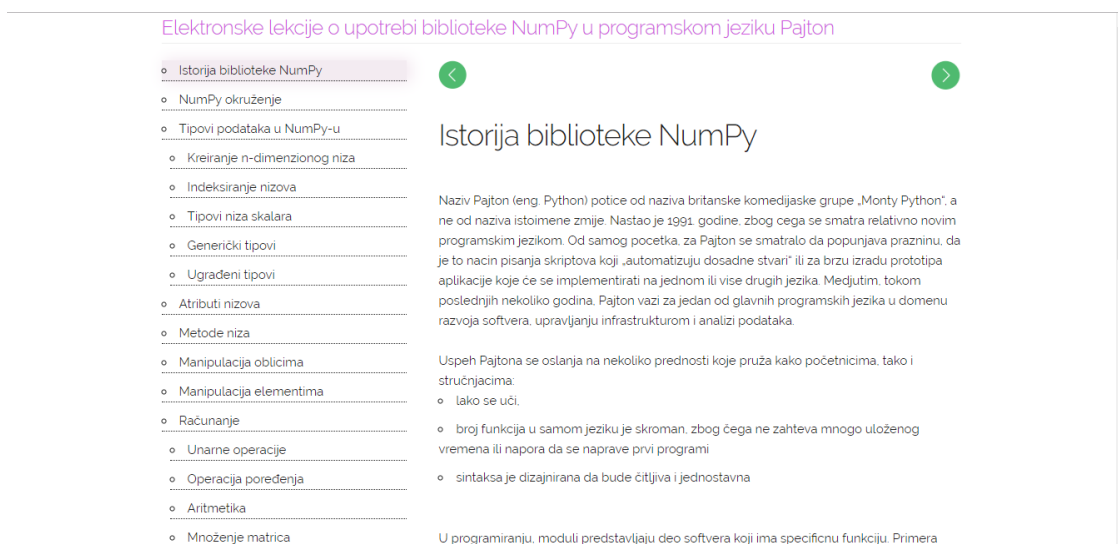 Elektronske lekcije o upotrebi biblioteke NumPy u programskom jeziku Pajton
Istorija biblioteke NumPy
NumPy okruženje
Tipovi podataka u NumPy-u
Kreiranje n-dimenzionog niza
Indeksiranje nizova
Tipovi niza skalara
Generički tipovi
Ugrađeni tipovi
Atributi nizova
Metode niza
Manipulacija oblicima
Manipulacija elementima
Računanje
Unarne operacije
Operacija poređenja
Aritmetika
Množenje matrica
Istorija biblioteke NumPy
Naziv Pajton (eng. Python) potice od naziva britanske komedijaske grupe „Monty Python“, a
ne od naziva istoimene zmije. Nastao je 1991. godine, zbog cega se smatra relativno novim
programskim jezikom. Od samog pocetka, za Pajton se smatralo da popunjava prazninu, da
je to nacin pisanja skriptova koji „automatizuju dosadne stvari“ ili za brzu izradu prototipa
aplikacije koje će se implementirati na jednom ili vise drugih jezika. Medjutim, tokom
poslednjih nekoliko godina, Pajton vazi za jedan od glavnih programskih jezika u domenu
razvoja softvera, upravljanju infrastrukturom i analizi podataka.
Uspeh Pajtona se oslanja na nekoliko prednosti koje pruža kako početnicima, tako i
stručnjacima:
lako se uči,
broj funkcija u samom jeziku je skroman, zbog čega ne zahteva mnogo uloženog
vremena ili napora da se naprave prvi programi
sintaksa je dizajnirana da bude čitljiva i jednostavna
U programiranju, moduli predstavljaju deo softvera koji ima specificnu funkciju. Primera